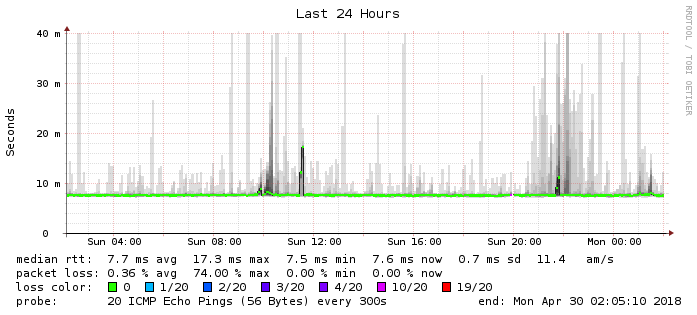 Last 24 Hours
RRDTOOL / TOBI OETIKER
Seconds
40 m
30 m
20 m
10 m
0
Sun 04:00 Sun 08:00 Sun 12:00 Sun 16:00 Sun 20:00 Mon 00:00
median rtt: 7.7 ms avg 17.3 ms max 7.5 ms min 7.6 ms now 0.7 ms sd 11.4 am/s
packet loss: 0.36 % avg 74.00 % max 0.00 % min 0.00 % now
loss color: 0 1/20 2/20 3/20 4/20 10/20 19/20
probe: 20 ICMP Echo Pings (56 Bytes) every 300s end: Mon Apr 30 02:05:10 2018